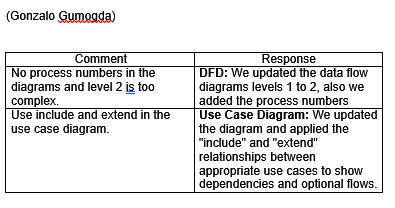 (Gonzalo Gumogda)
Comment
Response
No process numbers in the
diagrams and level 2 is too
complex.
DFD: We updated the data flow
diagrams levels 1 to 2, also we
added the process numbers
Use include and extend in the
use case diagram.
Use Case Diagram: We updated
the diagram and applied the
"include" and "extend"
relationships between
appropriate use cases to show
dependencies and optional flows.